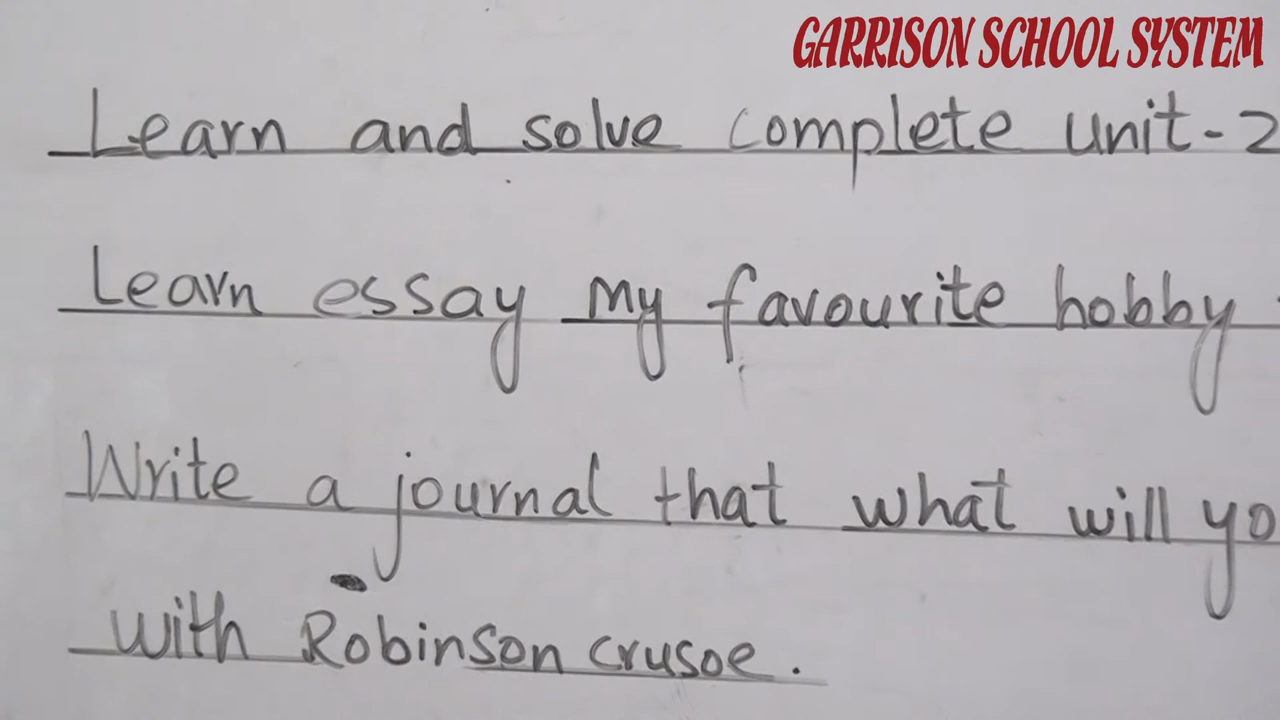 GARRISON SCHOOL SYSTEM
Learn and solve complete unit-2
Learn essay My favourite hobby
Write a journal that what will yo
with Robinson crusoe.